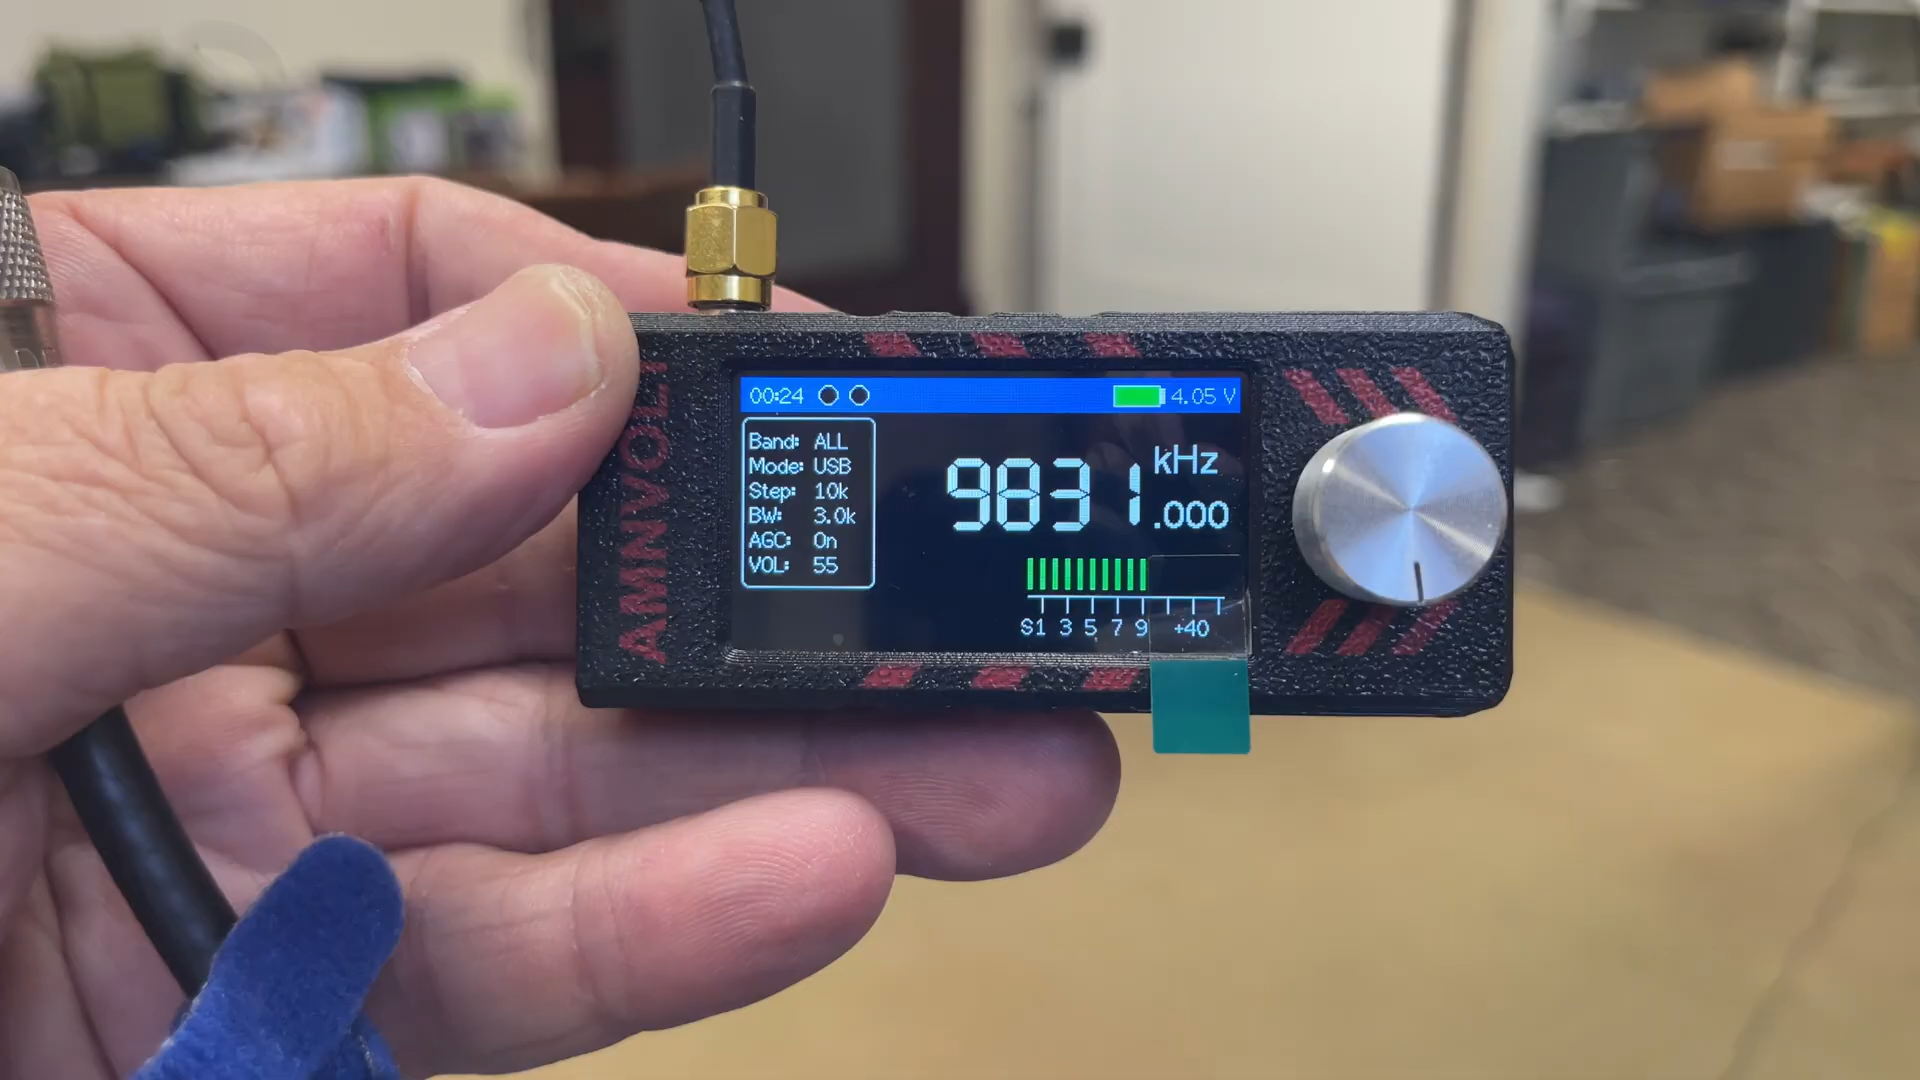 AMNVOLT
00:24
4.05 V
Band: ALL
Mode: USB
Step: 10k
BW: 3.0k
AGC: On
VOL: 55
9831.000 kHz
S1 3 5 7 9 +40